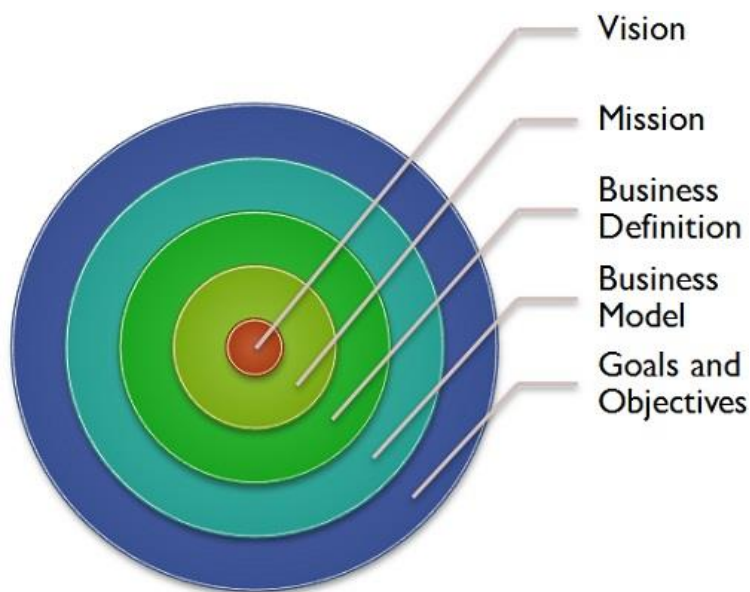 Vision
Mission
Business
Definition
Business
Model
Goals and
Objectives